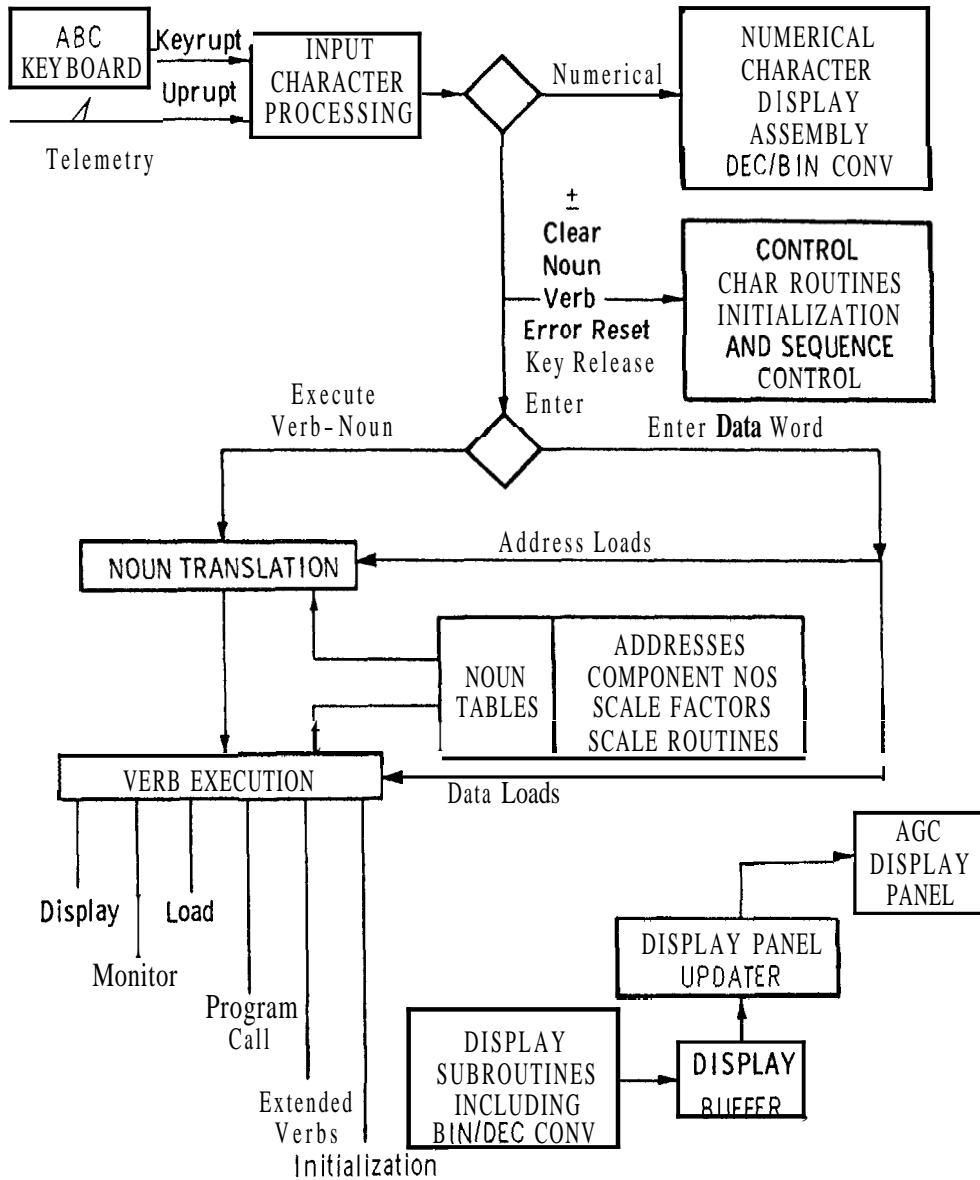 ABC
KEYBOARD
Keyrupt
Uprupt
Telemetry
INPUT
CHARACTER
PROCESSING
Numerical
NUMERICAL
CHARACTER
DISPLAY
ASSEMBLY
DEC/BIN CONV
±
Clear
Noun
Verb
Error Reset
Key Release
Enter
CONTROL
CHAR ROUTINES
INITIALIZATION
AND SEQUENCE
CONTROL
Execute
Verb-Noun
Enter Data Word
Address Loads
NOUN TRANSLATION
NOUN
TABLES
ADDRESSES
COMPONENT NOS
SCALE FACTORS
SCALE ROUTINES
VERB EXECUTION
Data Loads
Display
Monitor
Load
Program
Call
Extended
Verbs
Initialization
AGC
DISPLAY
PANEL
DISPLAY PANEL
UPDATER
DISPLAY
SUBROUTINES
INCLUDING
BIN/DEC CONV
DISPLAY
BUFFER